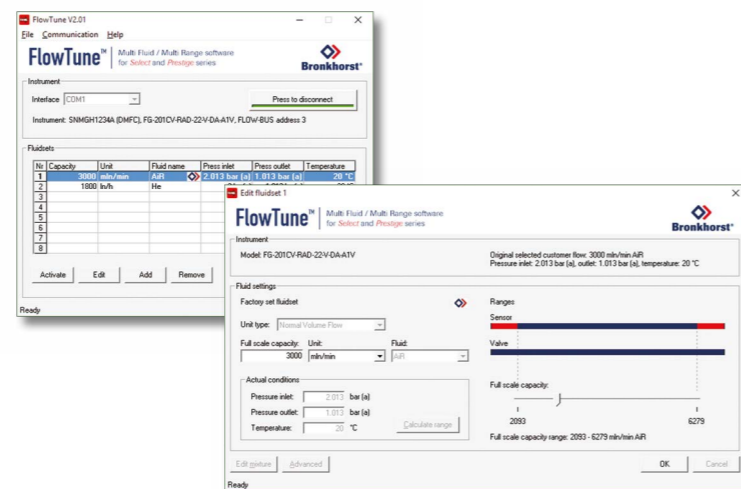 FlowTune V2.01
File Communication Help
FlowTune™ Multi Fluid / Multi Range software
for Select and Prestige series
Bronkhorst®
Instrument
Interface COM1 Press to disconnect
Instrument: SNMGH1234A (DMFC), FG-201CV-RAD-22-V-DA-A1V, FLOW-BUS address 3
Fluidsets
Nr Capacity Unit Fluid name Press inlet Press outlet Temperature
1 3000 mln/min AiR 2.013 bar (a) 1.013 bar (a) 20 °C
2 1800 ln/h He
3
4
5
6
7
8
Activate Edit Add Remove
Ready
Edit fluidset 1
FlowTune™ Multi Fluid / Multi Range software
for Select and Prestige series
Bronkhorst®
Instrument
Model: FG-201CV-RAD-22-V-DA-A1V
Original selected customer flow: 3000 mln/min AiR
Pressure inlet: 2.013 bar (a), outlet: 1.013 bar (a), temperature: 20 °C
Fluid settings
Factory set fluidset
Unit type: Normal Volume Flow
Full scale capacity: Unit: Fluid:
3000 mln/min AiR
Actual conditions
Pressure inlet: 2.013 bar (a)
Pressure outlet: 1.013 bar (a)
Temperature: 20 °C Calculate range
Ranges
Sensor
Valve
Full scale capacity:
2093 6279
Full scale capacity range: 2093 - 6279 mln/min AiR
Edit mixture Advanced OK Cancel
Ready